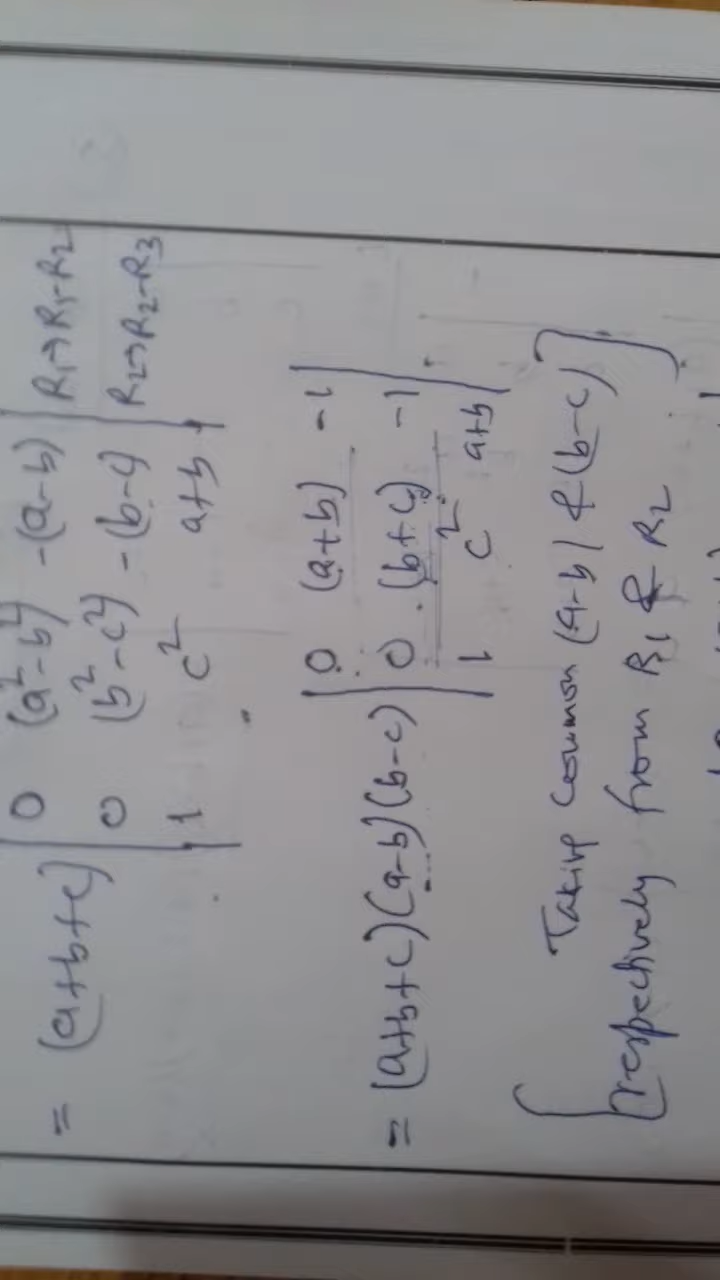 = (a+b+c) | 0 (a²-b²) -(a-b) | R₁→R₁-R₂
| 0 (b²-c²) -(b-c) | R₂→R₂-R₃
| 1 c² a+b |
= (a+b+c)(a-b)(b-c) | 0 (a+b) -1 |
| 0 (b+c) -1 |
| 1 c² a+b |
[ Taking common (a-b) & (b-c)
respectively from R₁ & R₂ ]